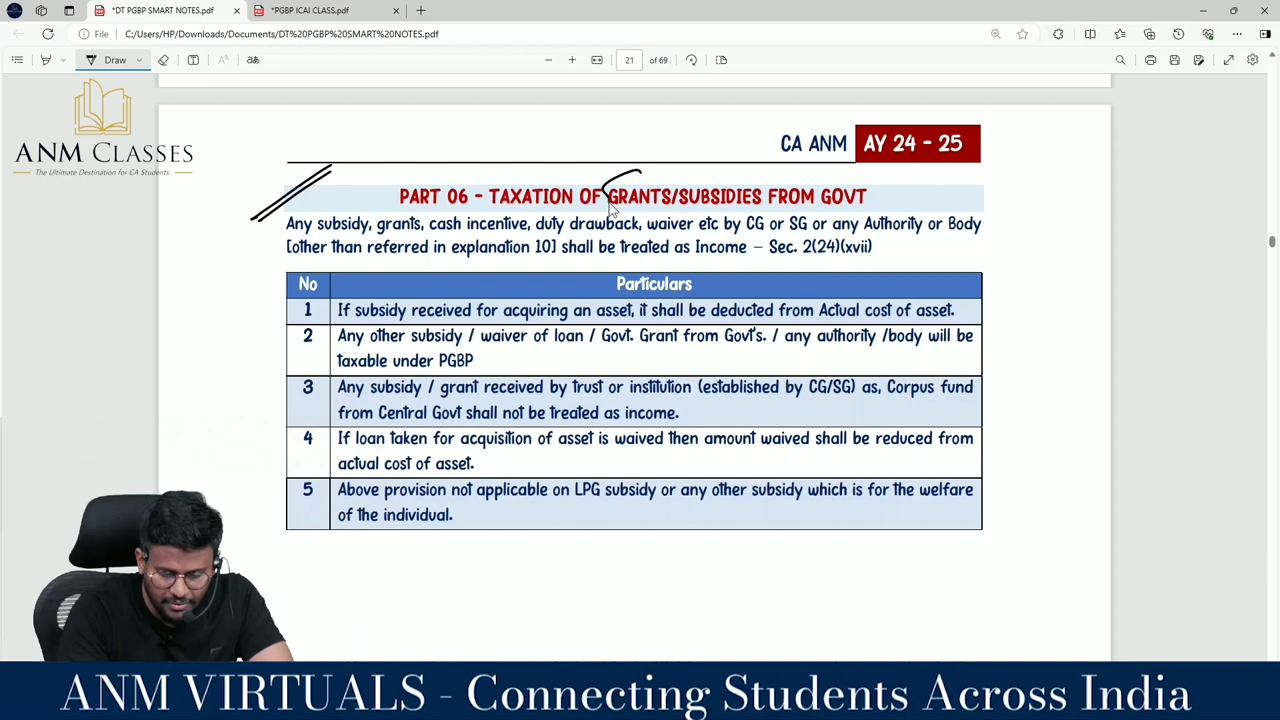 *DT PGBP SMART NOTES.pdf
*PGBP ICAI CLASS.pdf
File
C:/Users/HP/Downloads/Documents/DT%20PGBP%20SMART%20NOTES.pdf
Draw
21 of 69
ANM CLASSES
The Ultimate Destination for CA Students
CA ANM AY 24 - 25
PART 06 - TAXATION OF GRANTS/SUBSIDIES FROM GOVT
Any subsidy, grants, cash incentive, duty drawback, waiver etc by CG or SG or any Authority or Body
[other than referred in explanation 10] shall be treated as Income – Sec. 2(24)(xvii)
No Particulars
1 If subsidy received for acquiring an asset, it shall be deducted from Actual cost of asset.
2 Any other subsidy / waiver of loan / Govt. Grant from Govt's. / any authority /body will be
taxable under PGBP
3 Any subsidy / grant received by trust or institution (established by CG/SG) as, Corpus fund
from Central Govt shall not be treated as income.
4 If loan taken for acquisition of asset is waived then amount waived shall be reduced from
actual cost of asset.
5 Above provision not applicable on LPG subsidy or any other subsidy which is for the welfare
of the individual.
ANM VIRTUALS - Connecting Students Across India